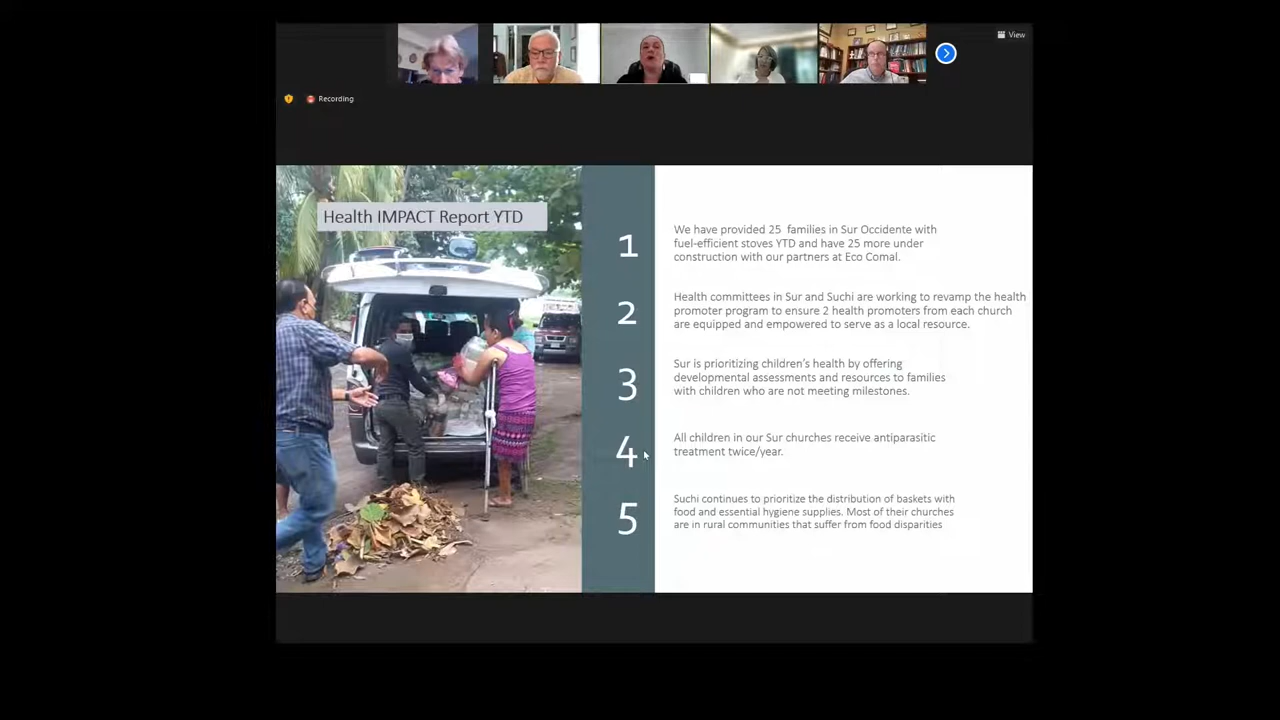 View
Recording
Health IMPACT Report YTD
1
We have provided 25 families in Sur Occidente with
fuel-efficient stoves YTD and have 25 more under
construction with our partners at Eco Comal.
2
Health committees in Sur and Suchi are working to revamp the health
promoter program to ensure 2 health promoters from each church
are equipped and empowered to serve as a local resource.
3
Sur is prioritizing children's health by offering
developmental assessments and resources to families
with children who are not meeting milestones.
4
All children in our Sur churches receive antiparasitic
treatment twice/year.
5
Suchi continues to prioritize the distribution of baskets with
food and essential hygiene supplies. Most of their churches
are in rural communities that suffer from food disparities